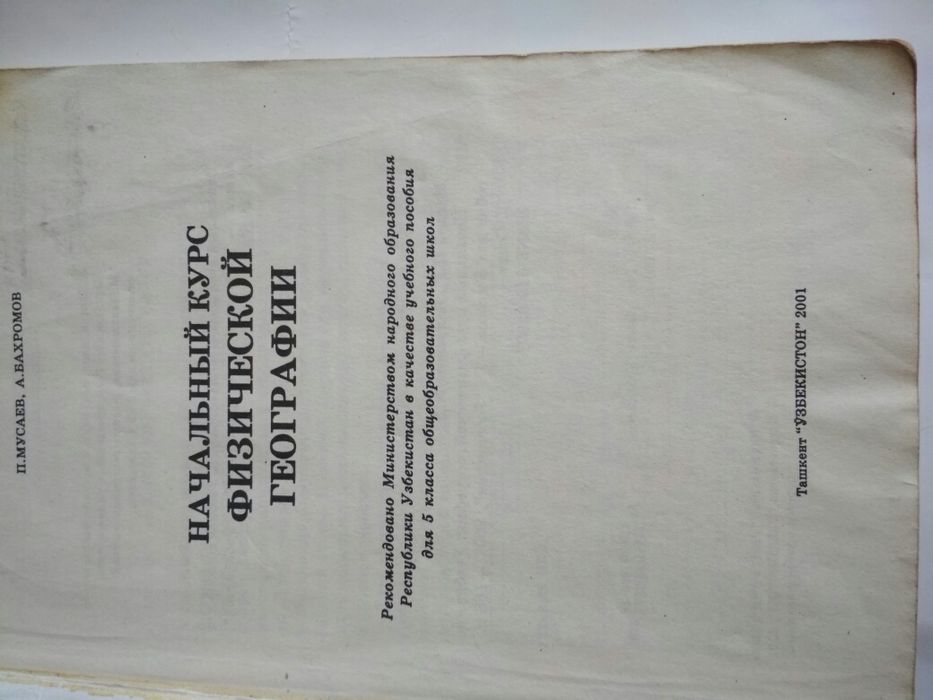 П.МУСАЕВ, А.БАХРОМОВ
НАЧАЛЬНЫЙ КУРС
ФИЗИЧЕСКОЙ
ГЕОГРАФИИ
Рекомендовано Министерством народного образования
Республики Узбекистан в качестве учебного пособия
для 5 класса общеобразовательных школ
Ташкент "ЎЗБЕКИСТОН" 2001